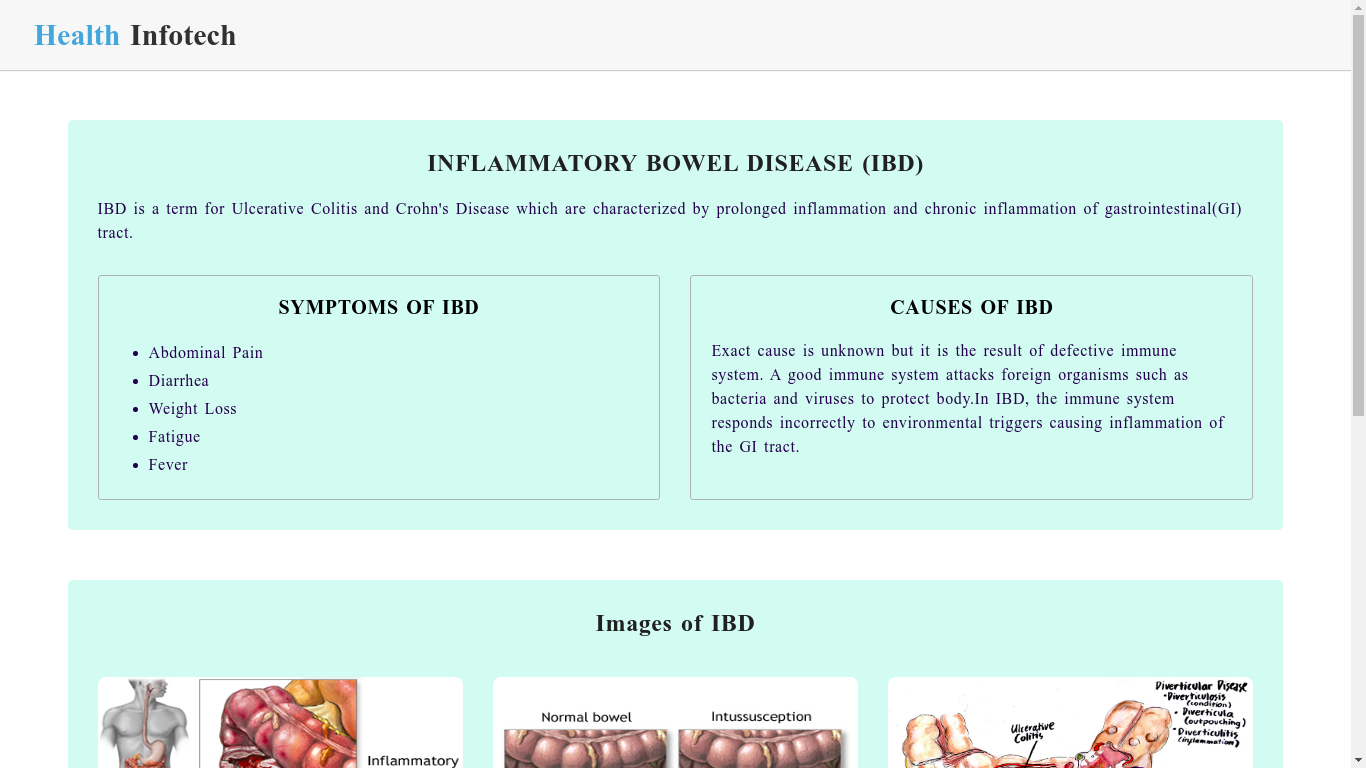 Health Infotech
INFLAMMATORY BOWEL DISEASE (IBD)
IBD is a term for Ulcerative Colitis and Crohn's Disease which are characterized by prolonged inflammation and chronic inflammation of gastrointestinal(GI)
tract.
SYMPTOMS OF IBD
Abdominal Pain
Diarrhea
Weight Loss
Fatigue
Fever
CAUSES OF IBD
Exact cause is unknown but it is the result of defective immune
system. A good immune system attacks foreign organisms such as
bacteria and viruses to protect body.In IBD, the immune system
responds incorrectly to environmental triggers causing inflammation of
the GI tract.
Images of IBD
Inflammatory
Normal bowel
Intussusception
Diverticular Disease
• Diverticulosis
(condition)
• Diverticula
(outpouching)
• Diverticulitis
(inflammation)
Ulcerative
Colitis